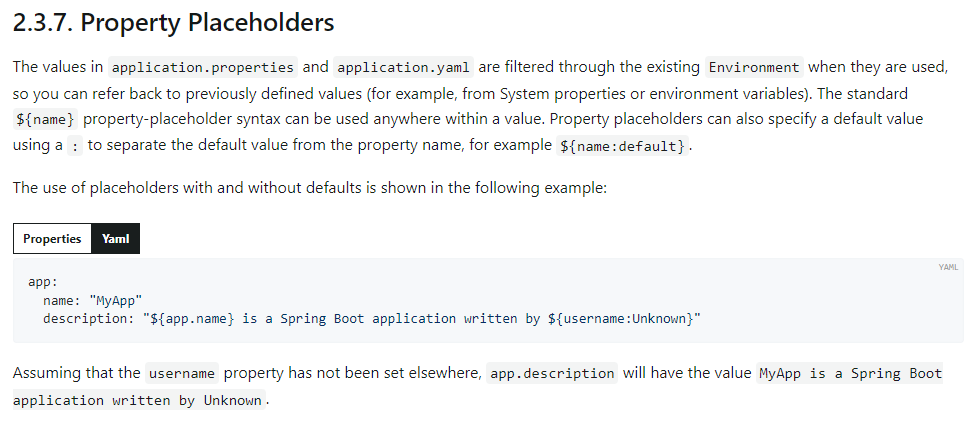 2.3.7. Property Placeholders
The values in application.properties and application.yaml are filtered through the existing Environment when they are used,
so you can refer back to previously defined values (for example, from System properties or environment variables). The standard
${name} property-placeholder syntax can be used anywhere within a value. Property placeholders can also specify a default value
using a : to separate the default value from the property name, for example ${name:default}.
The use of placeholders with and without defaults is shown in the following example:
Properties Yaml
YAML
app:
  name: "MyApp"
  description: "${app.name} is a Spring Boot application written by ${username:Unknown}"
Assuming that the username property has not been set elsewhere, app.description will have the value MyApp is a Spring Boot
application written by Unknown.